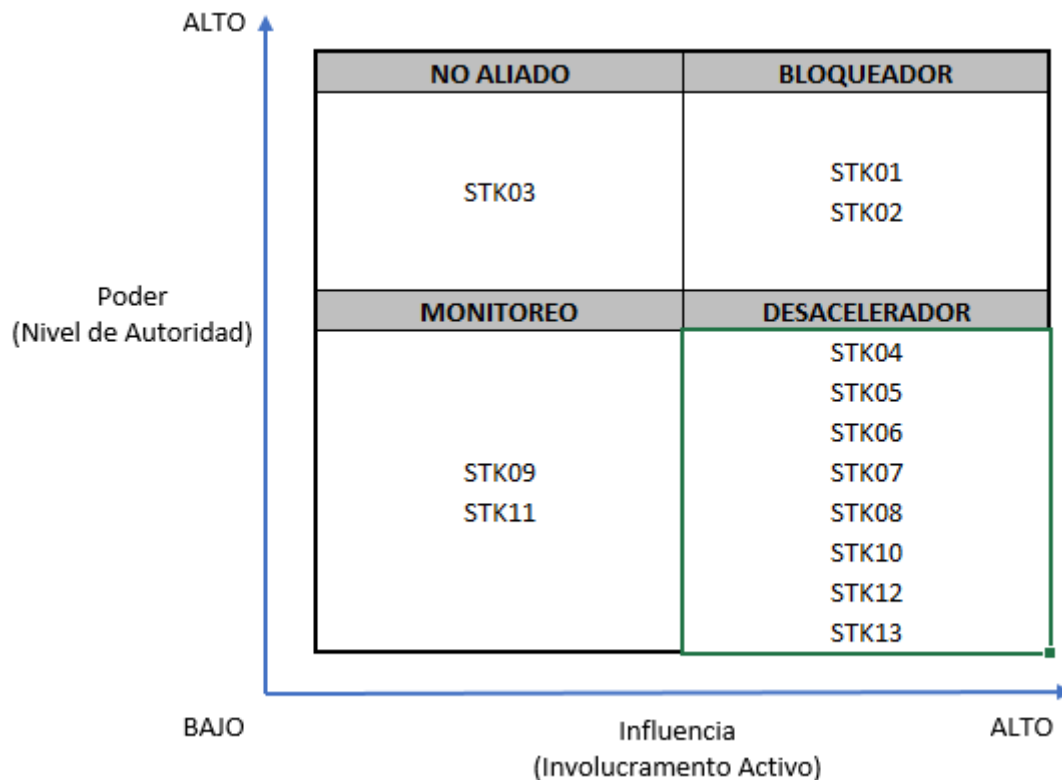 ALTO
NO ALIADO
BLOQUEADOR
STK03
STK01
STK02
Poder
(Nivel de Autoridad)
MONITOREO
DESACELERADOR
STK09
STK11
STK04
STK05
STK06
STK07
STK08
STK10
STK12
STK13
BAJO
Influencia
(Involucramento Activo)
ALTO